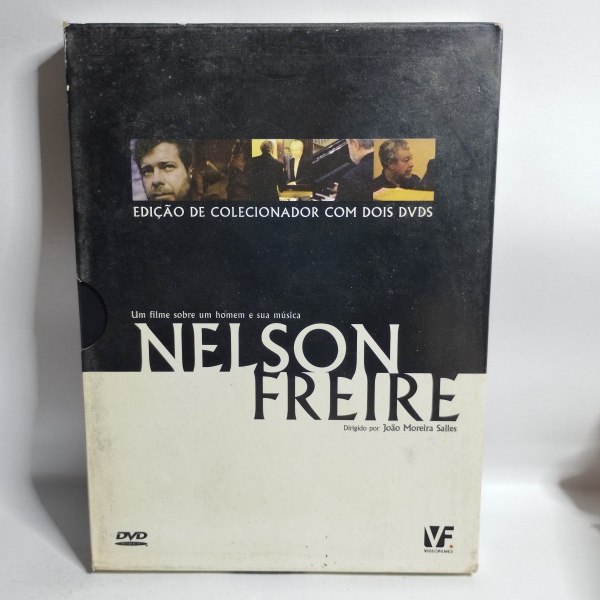 EDIÇÃO DE COLECIONADOR COM DOIS DVDS
Um filme sobre um homem e sua música
NELSON
FREIRE
Dirigido por João Moreira Salles
DVD
VF.
VIDEOFILMES